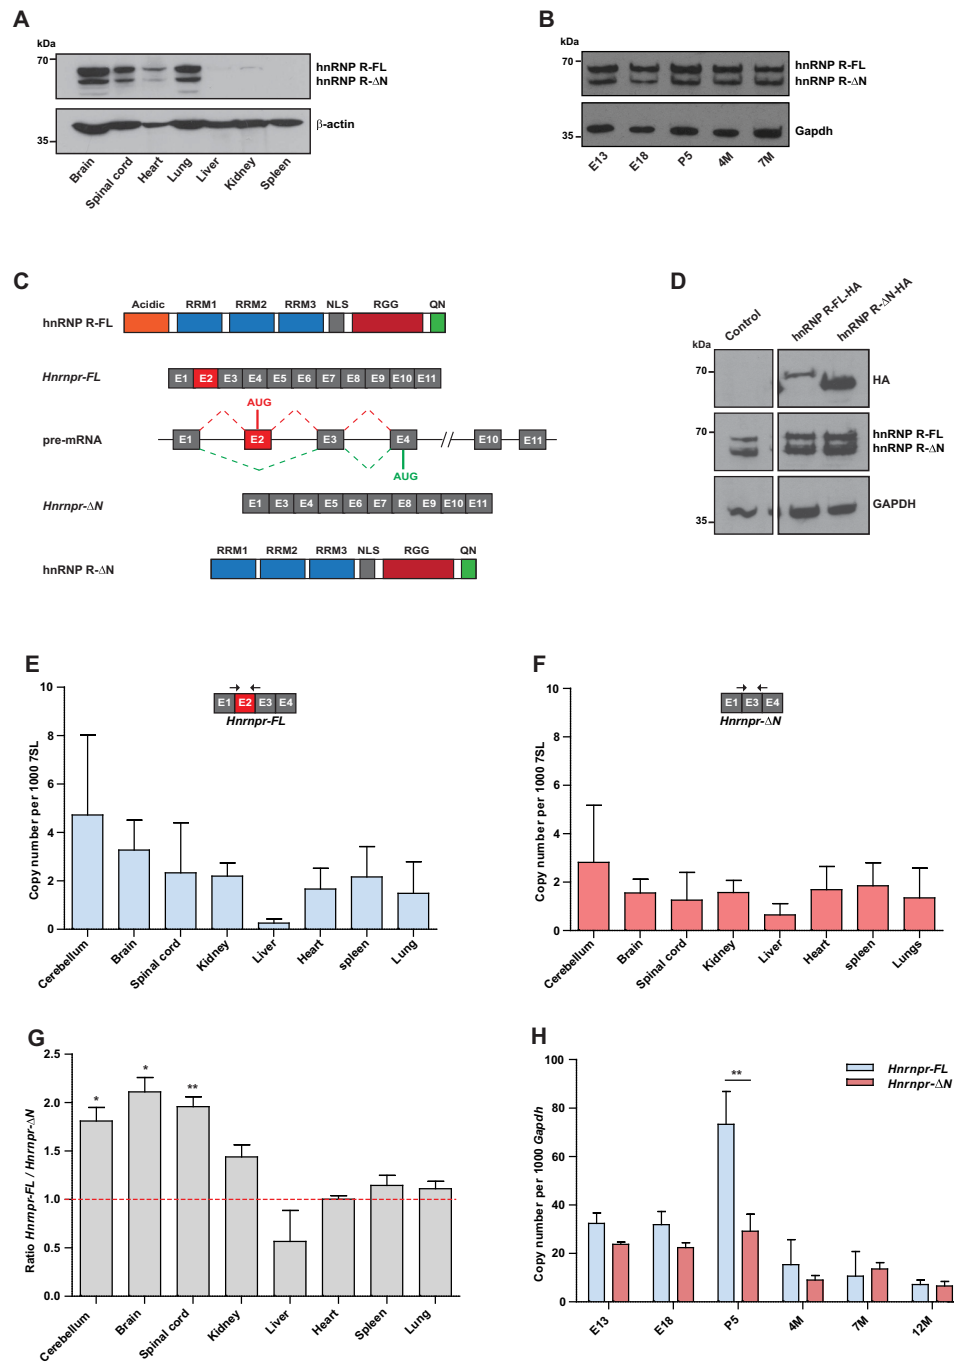 A
kDa
70
35
hnRNP R-FL
hnRNP R-ΔN
β-actin
Brain
Spinal cord
Heart
Lung
Liver
Kidney
Spleen
B
kDa
70
35
hnRNP R-FL
hnRNP R-ΔN
Gapdh
E13
E18
P5
4M
7M
C
Acidic RRM1 RRM2 RRM3 NLS RGG QN
hnRNP R-FL
Hnrnpr-FL
E1 E2 E3 E4 E5 E6 E7 E8 E9 E10 E11
AUG
pre-mRNA
E1 E2 E3 E4 // E10 E11
AUG
Hnrnpr-ΔN
E1 E3 E4 E5 E6 E7 E8 E9 E10 E11
RRM1 RRM2 RRM3 NLS RGG QN
hnRNP R-ΔN
D
Control
hnRNP R-FL-HA
hnRNP R-ΔN-HA
kDa
70
HA
70
hnRNP R-FL
hnRNP R-ΔN
GAPDH
35
E
Copy number per 1000 7SL
10
8
6
4
2
0
E1 E2 E3 E4
Hnrnpr-FL
Cerebellum
Brain
Spinal cord
Kidney
Liver
Heart
spleen
Lung
F
Copy number per 1000 7SL
10
8
6
4
2
0
E1 E3 E4
Hnrnpr-ΔN
Cerebellum
Brain
Spinal cord
Kidney
Liver
Heart
spleen
Lungs
G
Ratio Hnrnpr-FL / Hnrnpr-ΔN
2.5
2.0
1.5
1.0
0.5
0.0
*
*
**
Cerebellum
Brain
Spinal cord
Kidney
Liver
Heart
Spleen
Lung
H
Copy number per 1000 Gapdh
100
80
60
40
20
0
**
Hnrnpr-FL
Hnrnpr-ΔN
E13
E18
P5
4M
7M
12M